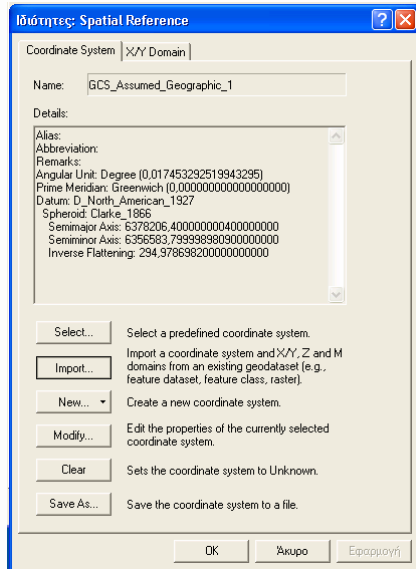 Ιδιότητες: Spatial Reference
Coordinate System
X/Y Domain
Name:
GCS_Assumed_Geographic_1
Details:
Alias:
Abbreviation:
Remarks:
Angular Unit: Degree (0,017453292519943295)
Prime Meridian: Greenwich (0,000000000000000000)
Datum: D_North_American_1927
Spheroid: Clarke_1866
Semimajor Axis: 6378206,400000000400000000
Semiminor Axis: 6356583,799998980900000000
Inverse Flattening: 294,978698200000000000
Select...
Select a predefined coordinate system.
Import...
Import a coordinate system and X/Y, Z and M
domains from an existing geodataset (e.g.,
feature dataset, feature class, raster).
New...
Create a new coordinate system.
Modify...
Edit the properties of the currently selected
coordinate system.
Clear
Sets the coordinate system to Unknown.
Save As...
Save the coordinate system to a file.
OK
Άκυρο
Εφαρμογή